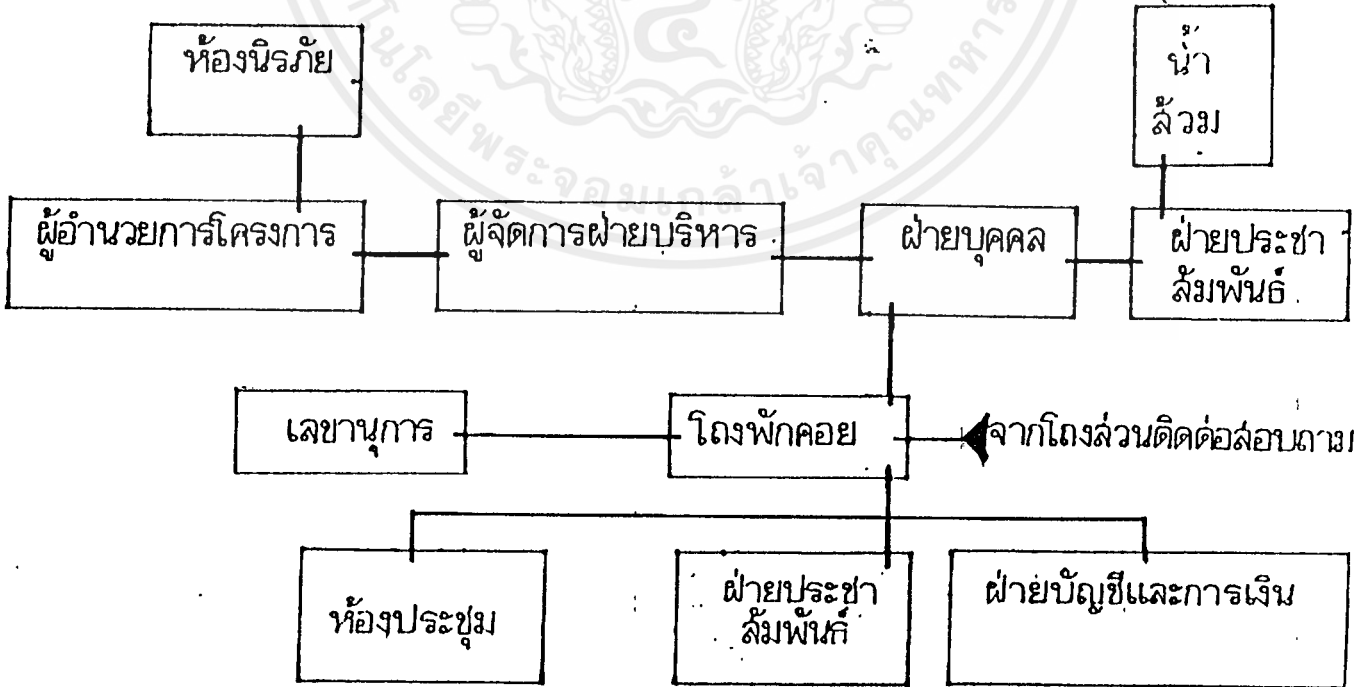 ห้องนิรภัย
น้ำ
ส้วม
ผู้อำนวยการโครงการ
ผู้จัดการฝ่ายบริหาร
ฝ่ายบุคคล
ฝ่ายประชา
สัมพันธ์
เลขานุการ
โถงพักคอย
จากโถงส่วนติดต่อสอบถาม
ห้องประชุม
ฝ่ายประชา
สัมพันธ์
ฝ่ายบัญชีและการเงิน